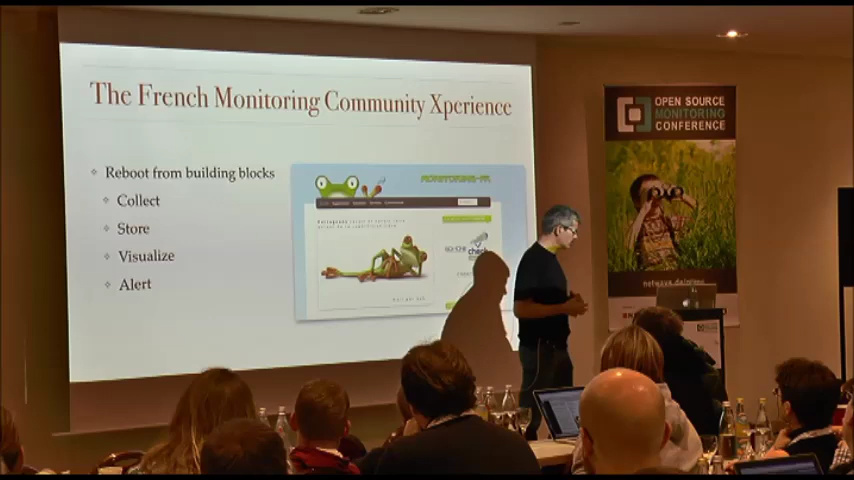 The French Monitoring Community Xperience
Reboot from building blocks
Collect
Store
Visualize
Alert
MONITORING-FR
OPEN SOURCE
MONITORING
CONFERENCE